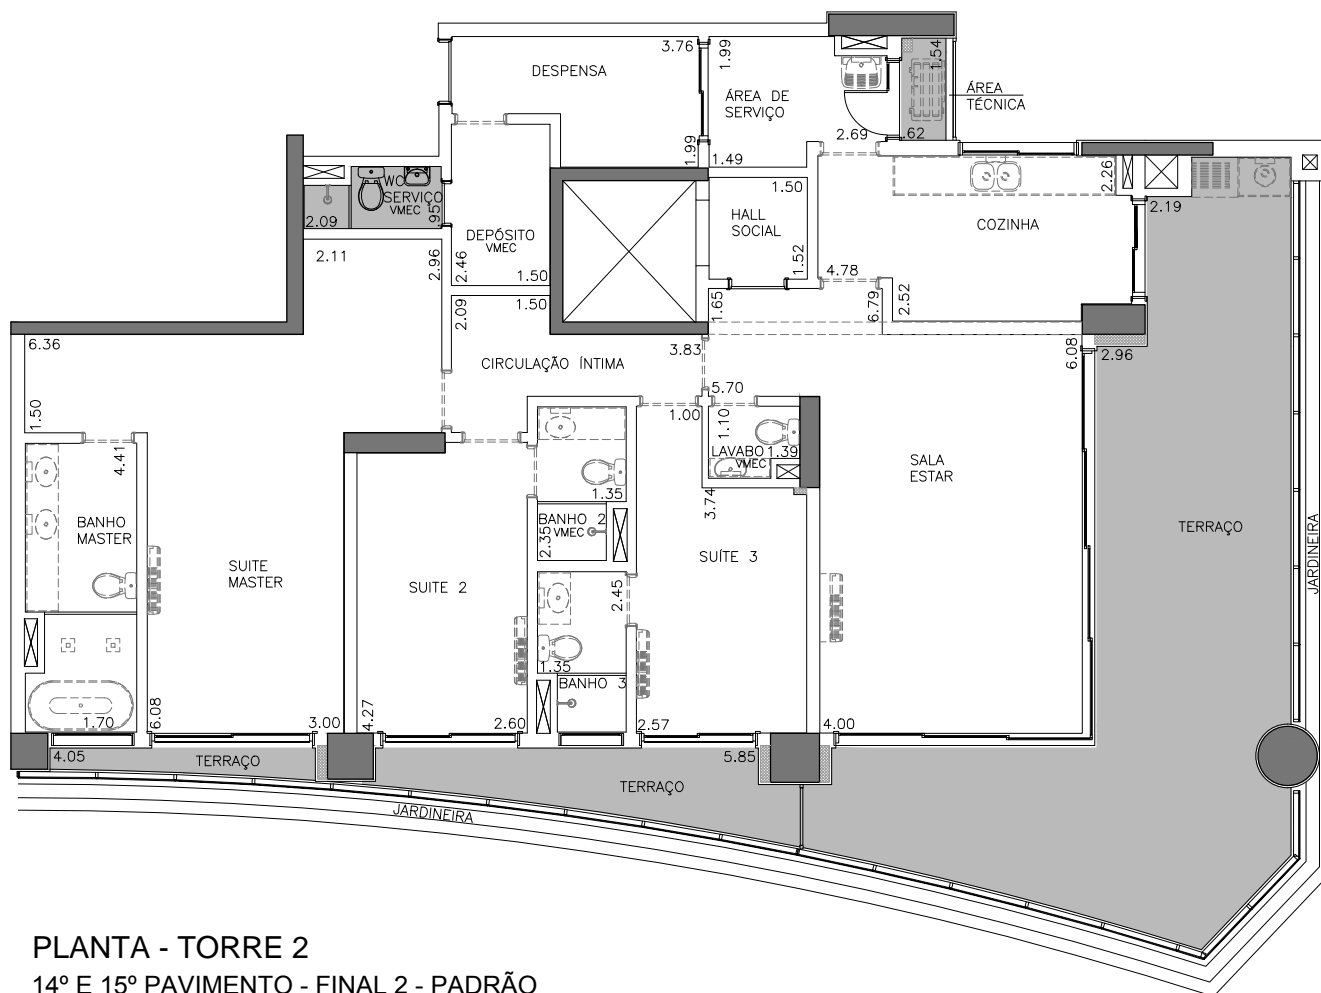 3.76
1.99
1.54
DESPENSA
ÁREA DE
SERVIÇO
ÁREA
TÉCNICA
2.69
.62
1.99
1.49
2.26
WC
SERVIÇO
VMEC
.95
2.09
1.50
2.19
HALL
SOCIAL
COZINHA
DEPÓSITO
VMEC
2.11
2.96
2.46
1.50
1.52
4.78
2.09
1.50
1.65
6.79
2.52
6.36
3.83
6.08
2.96
CIRCULAÇÃO ÍNTIMA
5.70
1.50
1.00
1.10
4.41
LAVABO
VMEC
1.39
SALA
ESTAR
1.35
3.74
BANHO
MASTER
BANHO 2
VMEC
2.35
TERRAÇO
JARDINEIRA
SUITE
MASTER
SUITE 2
SUÍTE 3
2.45
1.35
BANHO 3
1.70
6.08
3.00
4.27
2.60
2.57
4.00
4.05
TERRAÇO
5.85
TERRAÇO
JARDINEIRA
PLANTA - TORRE 2
14º E 15º PAVIMENTO - FINAL 2 - PADRÃO